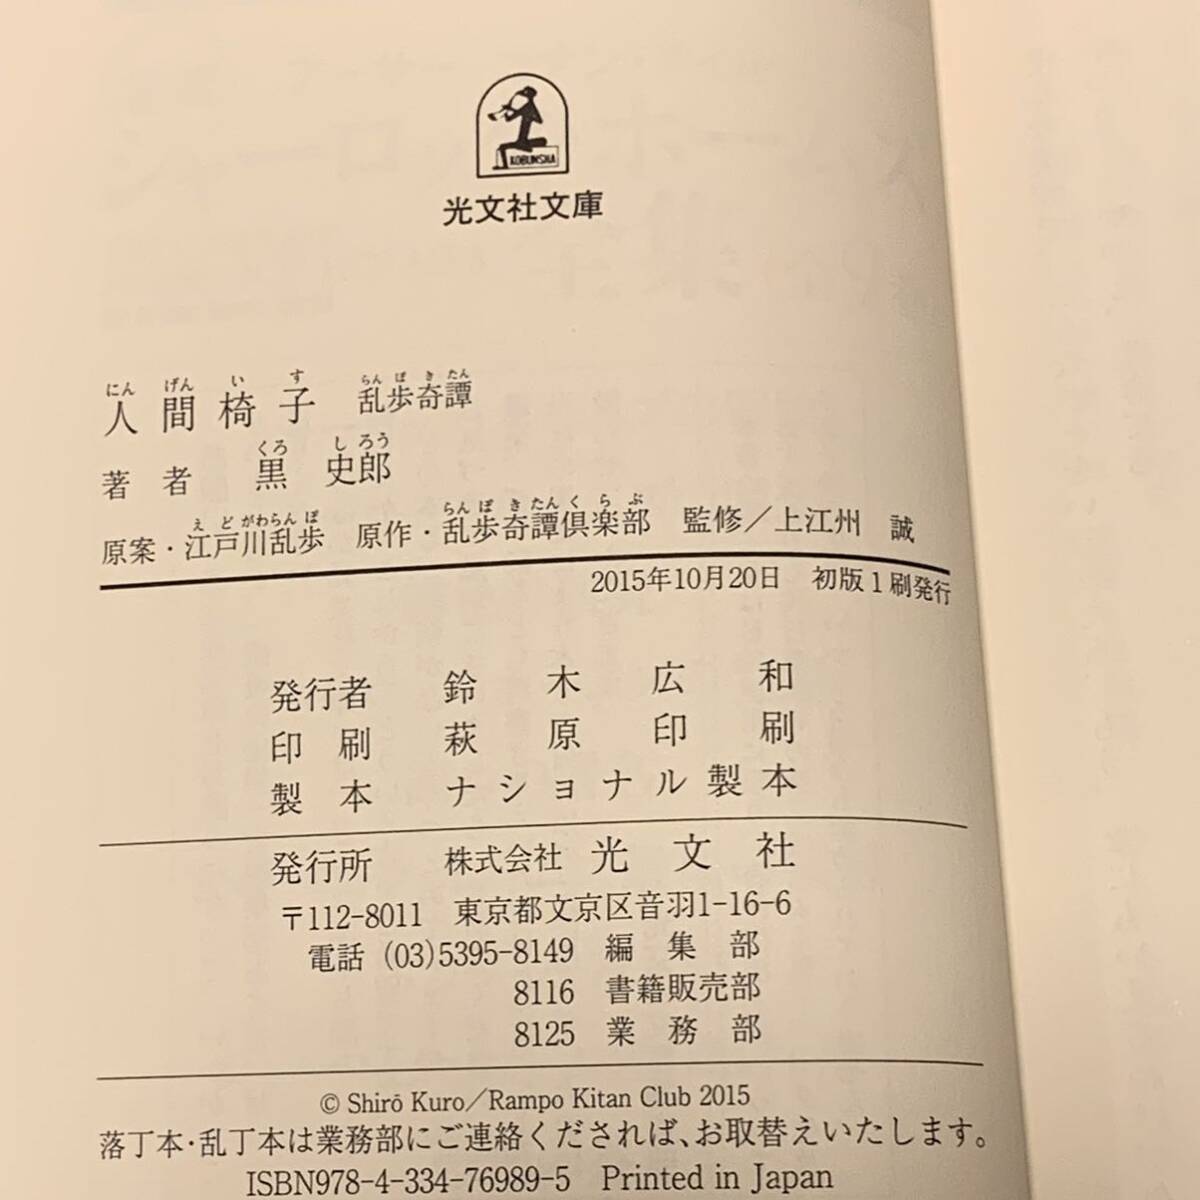 KOBUNSHA
光文社文庫
にん げん い す らん ぽ き たん
人間椅子 乱歩奇譚
くろ し ろう
著者 黒 史郎
え ど がわらん ぽ らん ぽ き たん く ら ぶ
原案・江戸川乱歩 原作・乱歩奇譚倶楽部 監修/上江州 誠
2015年10月20日 初版1刷発行
発行者 鈴木広和
印刷 萩原印刷
製本 ナショナル製本
発行所 株式会社 光文社
〒112-8011 東京都文京区音羽1-16-6
電話 (03)5395-8149 編集部
8116 書籍販売部
8125 業務部
© Shirō Kuro/Rampo Kitan Club 2015
落丁本・乱丁本は業務部にご連絡くだされば、お取替えいたします。
ISBN978-4-334-76989-5 Printed in Japan